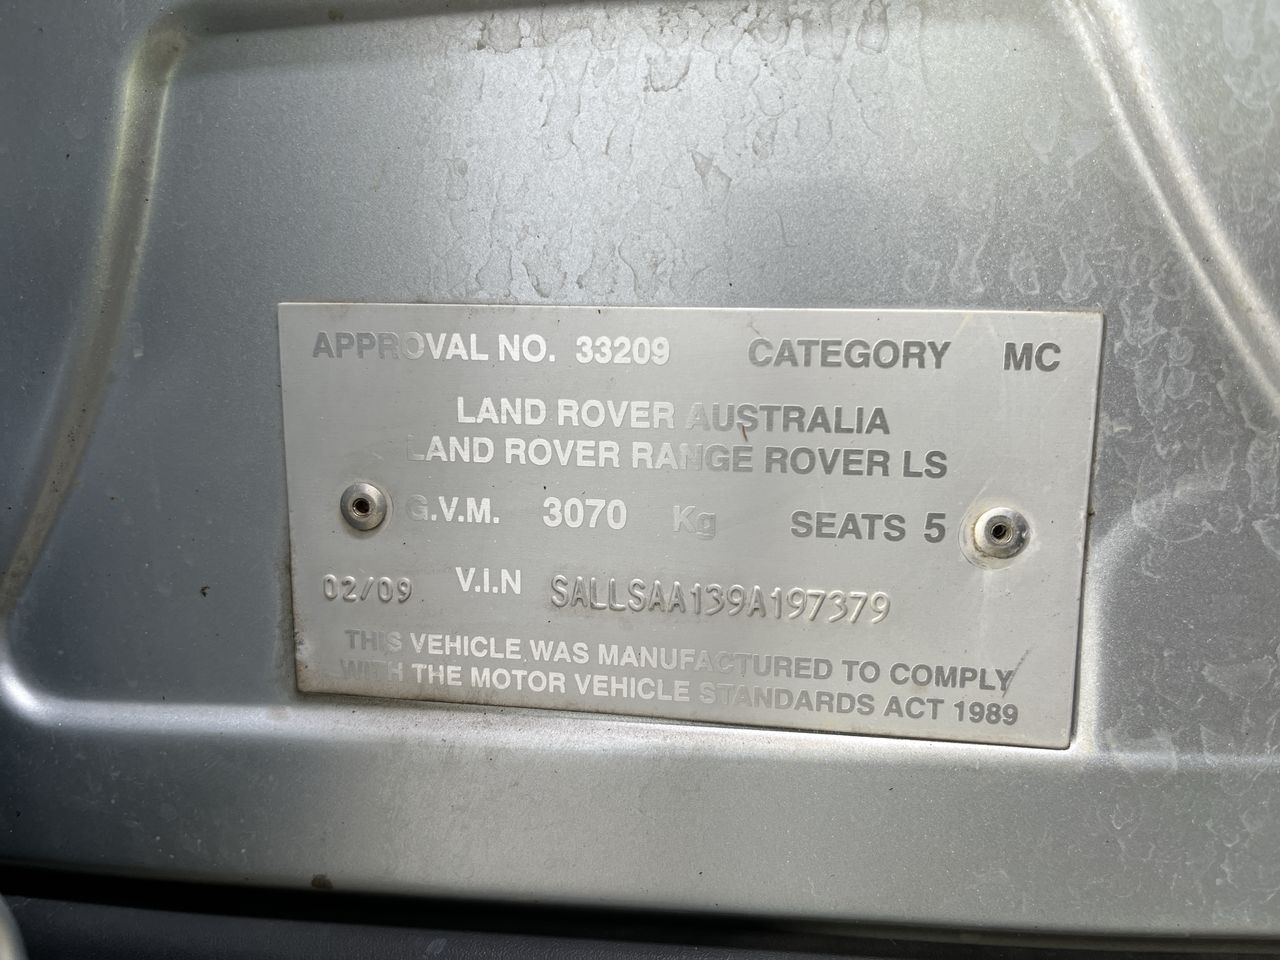 APPROVAL NO. 33209 CATEGORY MC
LAND ROVER AUSTRALIA
LAND ROVER RANGE ROVER LS
G.V.M. 3070 Kg SEATS 5
02/09 V.I.N SALLSAA139A197379
THIS VEHICLE WAS MANUFACTURED TO COMPLY
WITH THE MOTOR VEHICLE STANDARDS ACT 1989